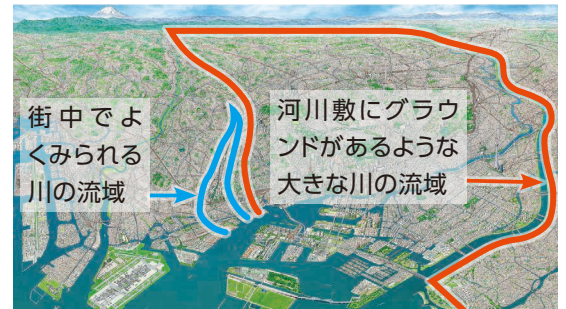 街中でよ
くみられる
川の流域
河川敷にグラウ
ンドがあるような
大きな川の流域